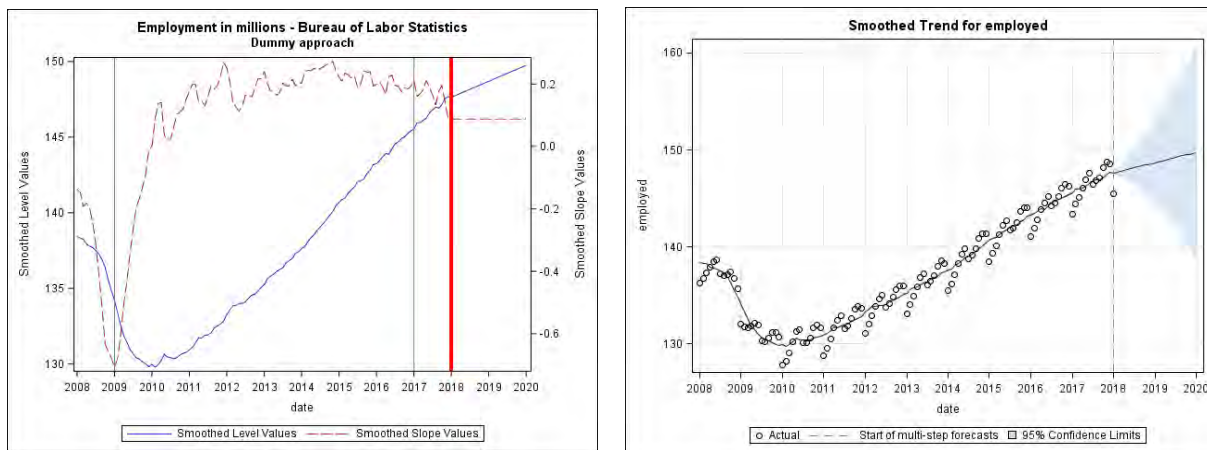 Employment in millions - Bureau of Labor Statistics
Dummy approach
150
145
140
135
130
Smoothed Level Values
0.2
0.0
-0.2
-0.4
-0.6
Smoothed Slope Values
2008 2009 2010 2011 2012 2013 2014 2015 2016 2017 2018 2019 2020
date
Smoothed Level Values Smoothed Slope Values
Smoothed Trend for employed
160
150
140
130
employed
2008 2009 2010 2011 2012 2013 2014 2015 2016 2017 2018 2019 2020
date
Actual Start of multi-step forecasts 95% Confidence Limits